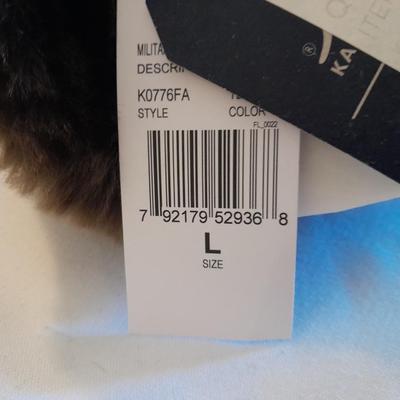 MILITA
DESCRI
K0776FA
STYLE COLOR
FL_0022
7 92179 52936 8
L
SIZE
®